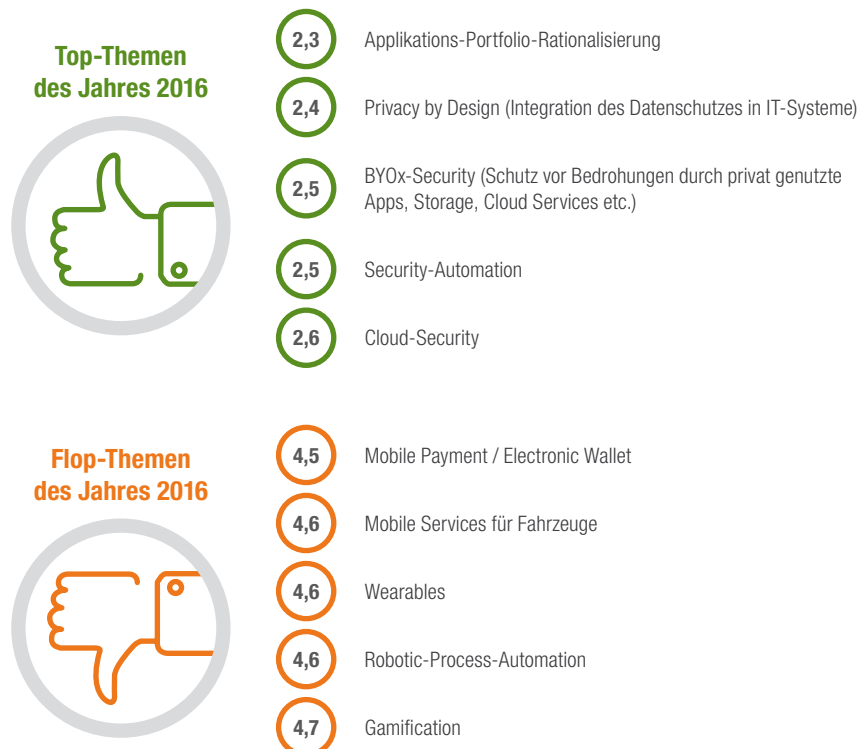 Top-Themen
des Jahres 2016
2,3 Applikations-Portfolio-Rationalisierung
2,4 Privacy by Design (Integration des Datenschutzes in IT-Systeme)
2,5 BYOx-Security (Schutz vor Bedrohungen durch privat genutzte
Apps, Storage, Cloud Services etc.)
2,5 Security-Automation
2,6 Cloud-Security
Flop-Themen
des Jahres 2016
4,5 Mobile Payment / Electronic Wallet
4,6 Mobile Services für Fahrzeuge
4,6 Wearables
4,6 Robotic-Process-Automation
4,7 Gamification